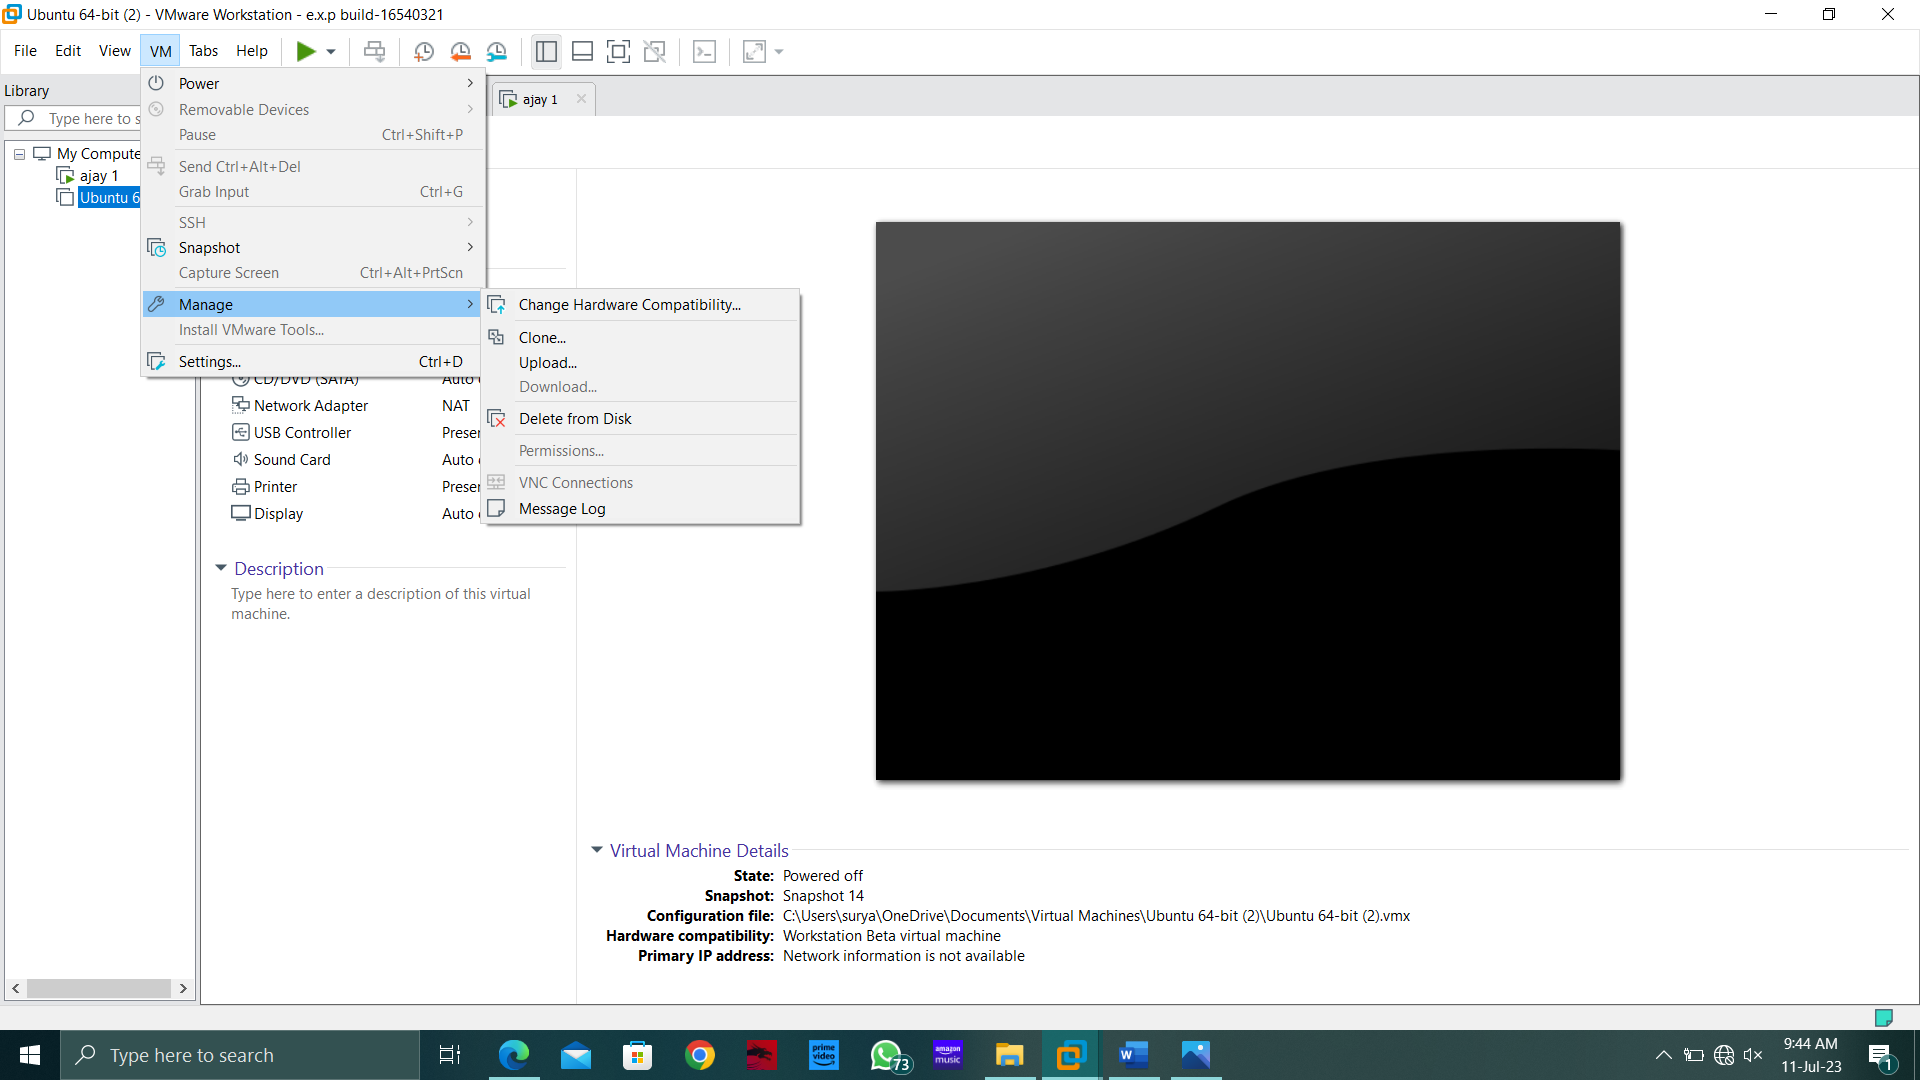 Ubuntu 64-bit (2) - VMware Workstation - e.x.p build-16540321
File Edit View VM Tabs Help
Library
Type here to s
My Compute
ajay 1
Ubuntu 6
Power
Removable Devices
Pause Ctrl+Shift+P
Send Ctrl+Alt+Del
Grab Input Ctrl+G
SSH
Snapshot
Capture Screen Ctrl+Alt+PrtScn
Manage
Install VMware Tools...
Settings... Ctrl+D
ajay 1
Change Hardware Compatibility...
Clone...
Upload...
Download...
Delete from Disk
Permissions...
VNC Connections
Message Log
CD/DVD (SATA) Auto
Network Adapter NAT
USB Controller Preser
Sound Card Auto
Printer Preser
Display Auto
Description
Type here to enter a description of this virtual
machine.
Virtual Machine Details
State: Powered off
Snapshot: Snapshot 14
Configuration file: C:\Users\surya\OneDrive\Documents\Virtual Machines\Ubuntu 64-bit (2)\Ubuntu 64-bit (2).vmx
Hardware compatibility: Workstation Beta virtual machine
Primary IP address: Network information is not available
Type here to search
prime
video
73
amazon
music
W
9:44 AM
11-Jul-23
1